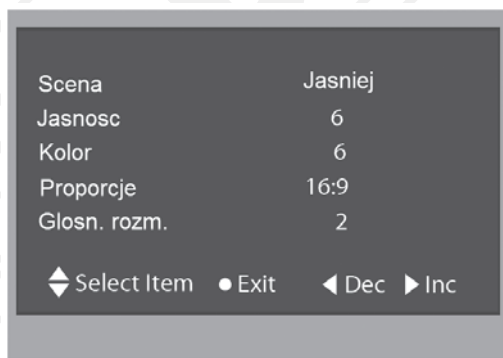 Scena Jasniej
Jasnosc 6
Kolor 6
Proporcje 16:9
Glosn. rozm. 2
Select Item Exit Dec Inc